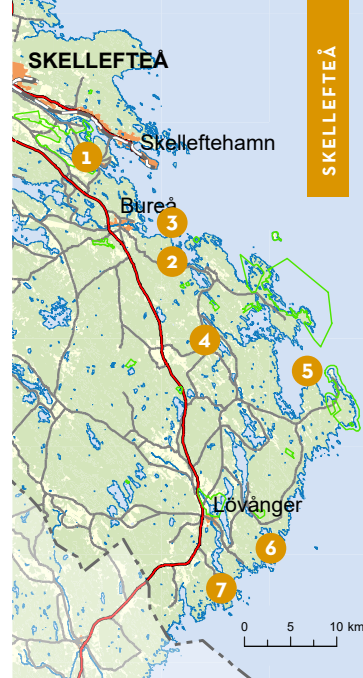 SKELLEFTEÅ
SKELLEFTEÅ
1
Skelleftehamn
Bureå
3
2
4
5
Lövånger
6
7
0 5 10 km